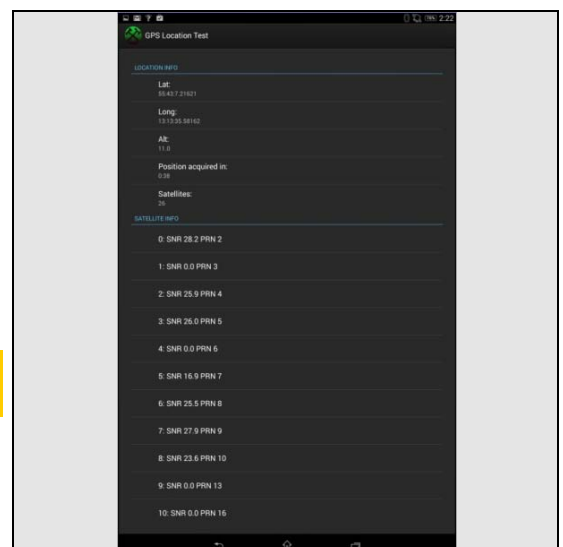 78% 2:22
GPS Location Test
LOCATION INFO
Lat:
55:43:7.21621
Long:
13:13:35.58162
Alt:
11.0
Position acquired in:
0:38
Satellites:
26
SATELLITE INFO
0: SNR 28.2 PRN 2
1: SNR 0.0 PRN 3
2: SNR 25.9 PRN 4
3: SNR 26.0 PRN 5
4: SNR 0.0 PRN 6
5: SNR 16.9 PRN 7
6: SNR 25.5 PRN 8
7: SNR 27.9 PRN 9
8: SNR 23.6 PRN 10
9: SNR 0.0 PRN 13
10: SNR 0.0 PRN 16